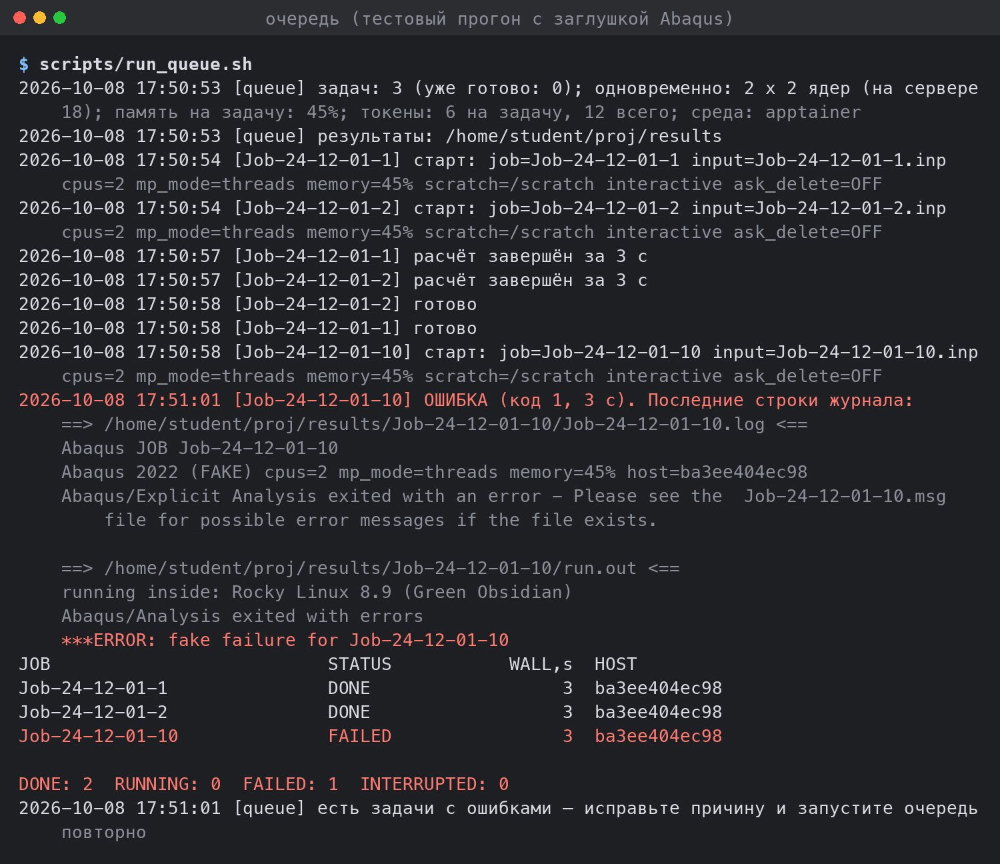 очередь (тестовый прогон с заглушкой Abaqus)
$ scripts/run_queue.sh
2026-10-08 17:50:53 [queue] задач: 3 (уже готово: 0); одновременно: 2 x 2 ядер (на сервере
18); память на задачу: 45%; токены: 6 на задачу, 12 всего; среда: apptainer
2026-10-08 17:50:53 [queue] результаты: /home/student/proj/results
2026-10-08 17:50:54 [Job-24-12-01-1] старт: job=Job-24-12-01-1 input=Job-24-12-01-1.inp
cpus=2 mp_mode=threads memory=45% scratch=/scratch interactive ask_delete=OFF
2026-10-08 17:50:54 [Job-24-12-01-2] старт: job=Job-24-12-01-2 input=Job-24-12-01-2.inp
cpus=2 mp_mode=threads memory=45% scratch=/scratch interactive ask_delete=OFF
2026-10-08 17:50:57 [Job-24-12-01-1] расчёт завершён за 3 с
2026-10-08 17:50:57 [Job-24-12-01-2] расчёт завершён за 3 с
2026-10-08 17:50:58 [Job-24-12-01-2] готово
2026-10-08 17:50:58 [Job-24-12-01-1] готово
2026-10-08 17:50:58 [Job-24-12-01-10] старт: job=Job-24-12-01-10 input=Job-24-12-01-10.inp
cpus=2 mp_mode=threads memory=45% scratch=/scratch interactive ask_delete=OFF
2026-10-08 17:51:01 [Job-24-12-01-10] ОШИБКА (код 1, 3 с). Последние строки журнала:
==> /home/student/proj/results/Job-24-12-01-10/Job-24-12-01-10.log <==
Abaqus JOB Job-24-12-01-10
Abaqus 2022 (FAKE) cpus=2 mp_mode=threads memory=45% host=ba3ee404ec98
Abaqus/Explicit Analysis exited with an error - Please see the  Job-24-12-01-10.msg
file for possible error messages if the file exists.
==> /home/student/proj/results/Job-24-12-01-10/run.out <==
running inside: Rocky Linux 8.9 (Green Obsidian)
Abaqus/Analysis exited with errors
***ERROR: fake failure for Job-24-12-01-10
JOB STATUS WALL,s HOST
Job-24-12-01-1 DONE 3 ba3ee404ec98
Job-24-12-01-2 DONE 3 ba3ee404ec98
Job-24-12-01-10 FAILED 3 ba3ee404ec98
DONE: 2  RUNNING: 0  FAILED: 1  INTERRUPTED: 0
2026-10-08 17:51:01 [queue] есть задачи с ошибками — исправьте причину и запустите очередь
повторно